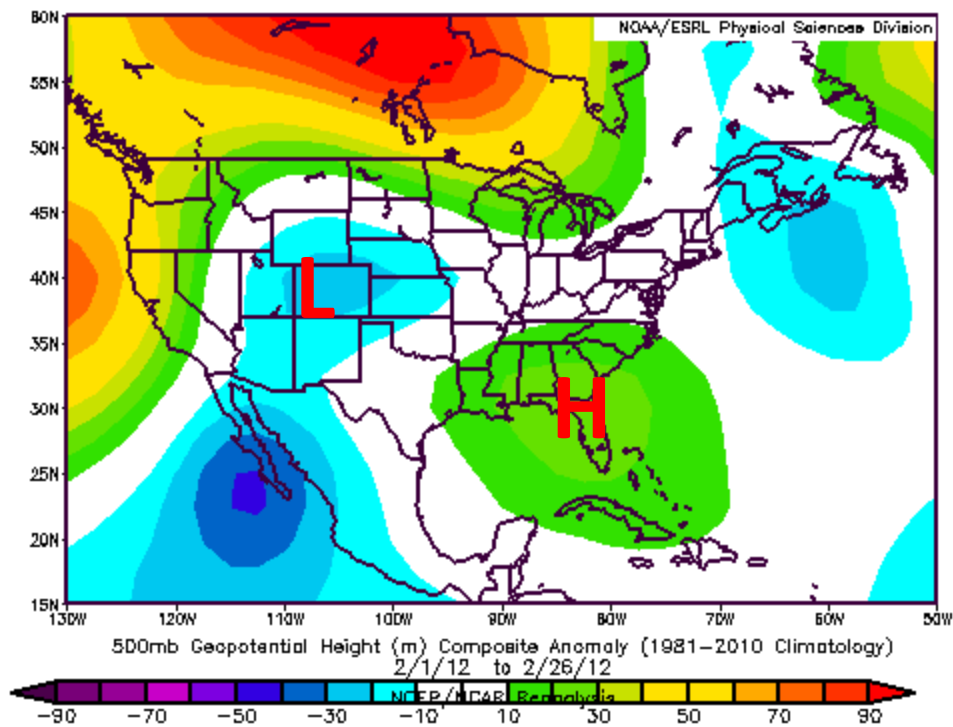 NOAA/ESRL Physical Sciences Division
60N
55N
50N
45N
40N
35N
30N
25N
20N
15N
L
H
130W 120W 110W 100W 90W 80W 70W 60W 50W
500mb Geopotential Height (m) Composite Anomaly (1981-2010 Climatology)
2/1/12 to 2/26/12
NCEP/NCAR Reanalysis
-90 -70 -50 -30 -10 10 30 50 70 90